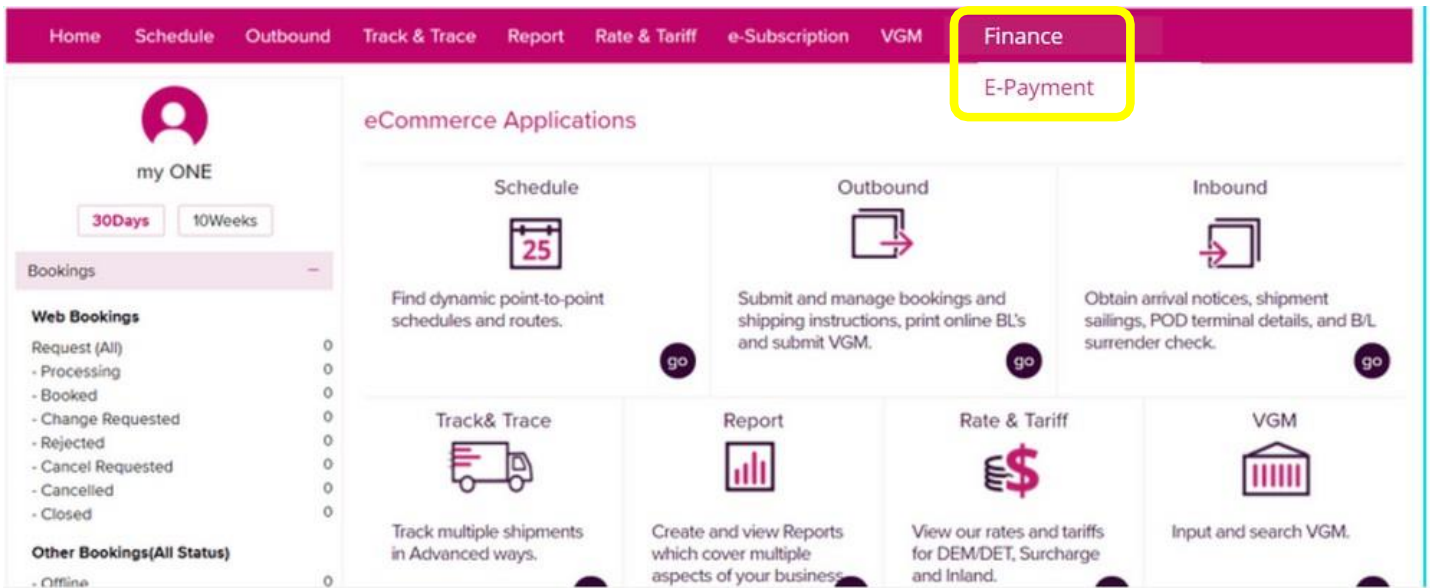 Home Schedule Outbound Track & Trace Report Rate & Tariff e-Subscription VGM Finance
E-Payment
my ONE
30Days 10Weeks
Bookings −
Web Bookings
Request (All) 0
- Processing 0
- Booked 0
- Change Requested 0
- Rejected 0
- Cancel Requested 0
- Cancelled 0
- Closed 0
Other Bookings(All Status)
- Offline 0
eCommerce Applications
Schedule
25
Find dynamic point-to-point
schedules and routes.
go
Outbound
Submit and manage bookings and
shipping instructions, print online BL's
and submit VGM.
go
Inbound
Obtain arrival notices, shipment
sailings, POD terminal details, and B/L
surrender check.
go
Track& Trace
Track multiple shipments
in Advanced ways.
Report
Create and view Reports
which cover multiple
aspects of your business
Rate & Tariff
$
View our rates and tariffs
for DEM/DET, Surcharge
and Inland.
VGM
Input and search VGM.